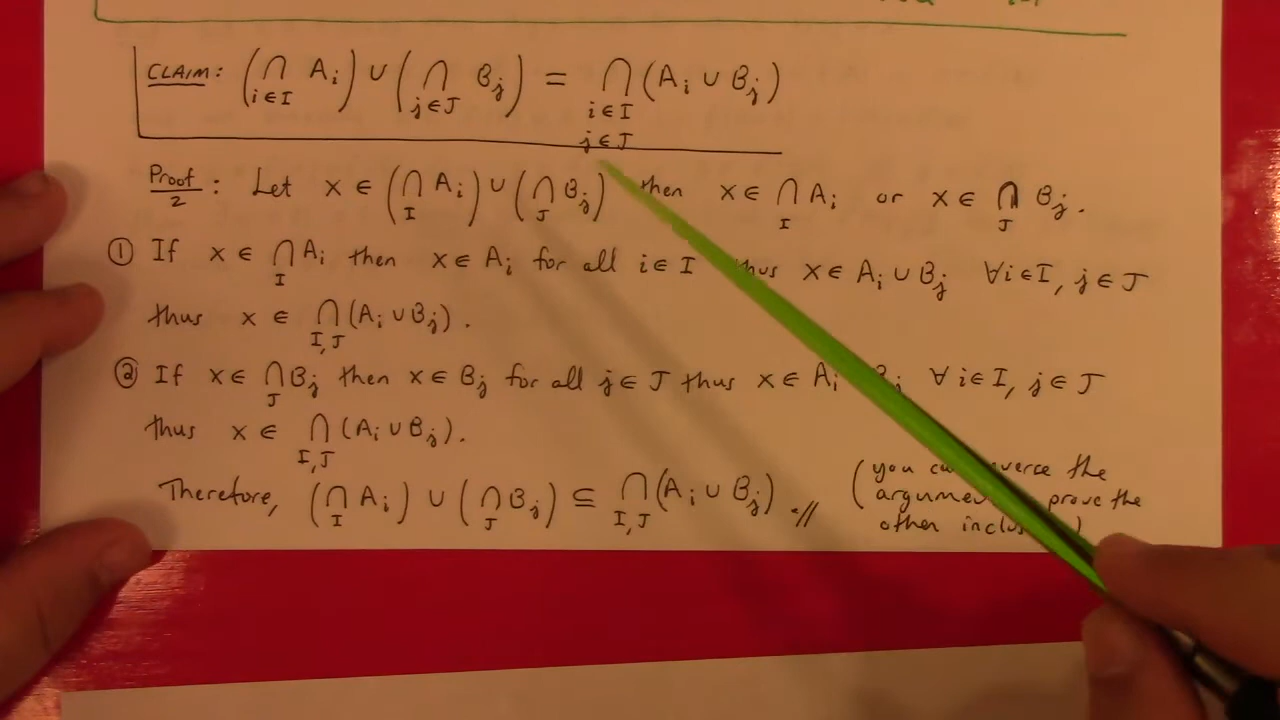 CLAIM: (∩_{i∈I} A_i) ∪ (∩_{j∈J} B_j) = ∩_{i∈I j∈J} (A_i ∪ B_j)
Proof/2 : Let x ∈ (∩_I A_i) ∪ (∩_J B_j) then x ∈ ∩_I A_i or x ∈ ∩_J B_j.
① If x ∈ ∩_I A_i then x ∈ A_i for all i ∈ I thus x ∈ A_i ∪ B_j ∀i∈I, j∈J
thus x ∈ ∩_{I,J} (A_i ∪ B_j).
② If x ∈ ∩_J B_j then x ∈ B_j for all j ∈ J thus x ∈ A_i B_j ∀ i∈I, j∈J
thus x ∈ ∩_{I,J} (A_i ∪ B_j).
Therefore, (∩_I A_i) ∪ (∩_J B_j) ⊆ ∩_{I,J} (A_i ∪ B_j) .//
(you the
prove the
other )